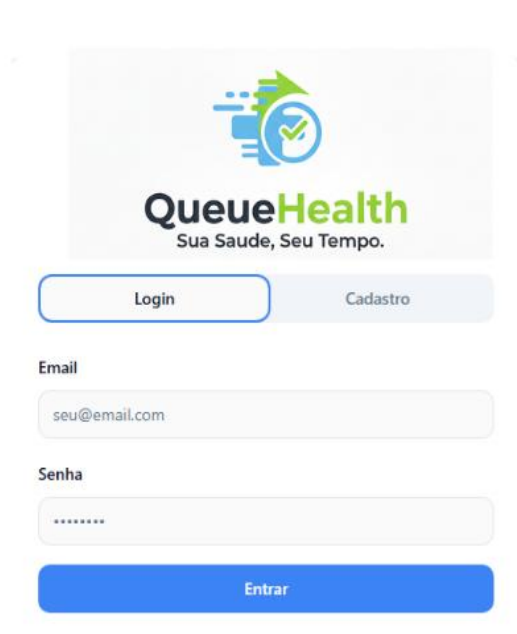 QueueHealth
Sua Saude, Seu Tempo.
Login
Cadastro
Email
seu@email.com
Senha
••••••••
Entrar